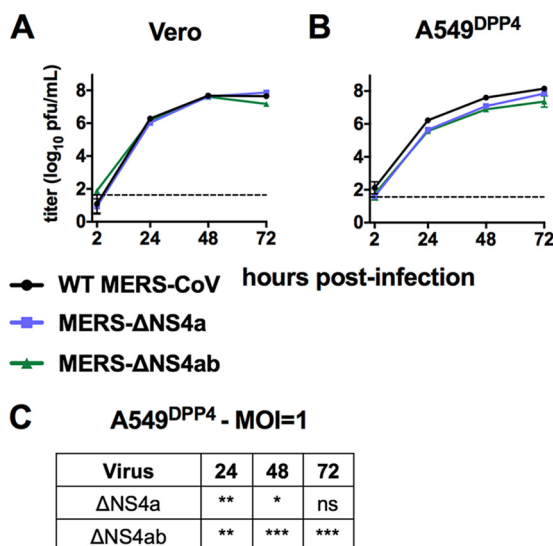 A Vero
titer (log10 pfu/mL)
8
6
4
2
0
2 24 48 72
B A549DPP4
8
6
4
2
0
2 24 48 72
hours post-infection
WT MERS-CoV
MERS-ΔNS4a
MERS-ΔNS4ab
C A549DPP4 - MOI=1
Virus 24 48 72
ΔNS4a ** * ns
ΔNS4ab ** *** ***